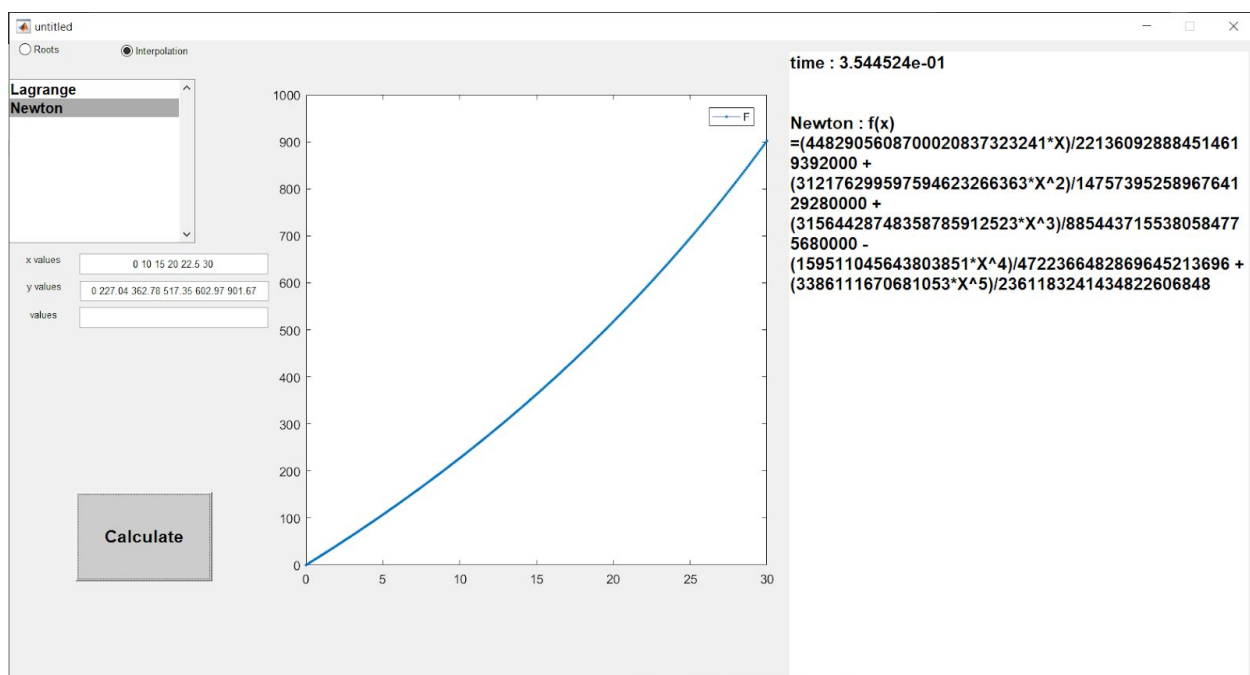 untitled
Roots
Interpolation
Lagrange
Newton
x values
0 10 15 20 22.5 30
y values
0 227.04 362.78 517.35 602.97 901.67
values
Calculate
1000
900
800
700
600
500
400
300
200
100
0
0 5 10 15 20 25 30
F
time : 3.544524e-01
Newton : f(x)
=(4482905608700020837323241*X)/22136092888451461
9392000 +
(312176299597594623266363*X^2)/14757395258967641
29280000 +
(31564428748358785912523*X^3)/885443715538058477
5680000 -
(159511045643803851*X^4)/4722366482869645213696 +
(3386111670681053*X^5)/2361183241434822606848